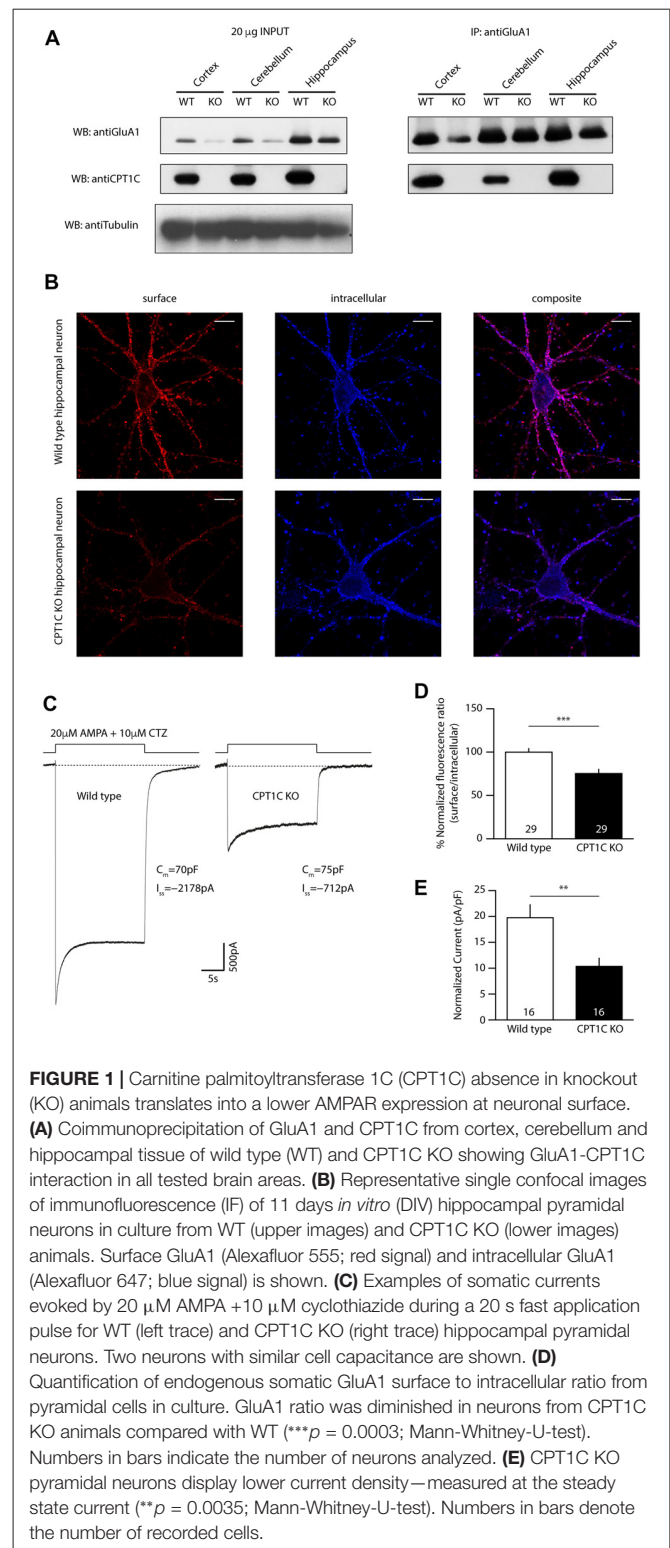 A
20 μg INPUT
IP: antiGluA1
Cortex
Cerebellum
Hippocampus
Cortex
Cerebellum
Hippocampus
WT KO WT KO WT KO
WT KO WT KO WT KO
WB: antiGluA1
WB: antiCPT1C
WB: antiTubulin
B
surface
intracellular
composite
Wild type hippocampal neuron
CPT1C KO hippocampal neuron
C
20μM AMPA + 10μM CTZ
Wild type
CPT1C KO
Cm=70pF
Iss=−2178pA
Cm=75pF
Iss=−712pA
500pA
5s
D
% Normalized fluorescence ratio
(surface/intracellular)
150
100
50
0
***
29
29
Wild type
CPT1C KO
E
Normalized Current (pA/pF)
25
20
15
10
5
0
**
16
16
Wild type
CPT1C KO
FIGURE 1 | Carnitine palmitoyltransferase 1C (CPT1C) absence in knockout
(KO) animals translates into a lower AMPAR expression at neuronal surface.
(A) Coimmunoprecipitation of GluA1 and CPT1C from cortex, cerebellum and
hippocampal tissue of wild type (WT) and CPT1C KO showing GluA1-CPT1C
interaction in all tested brain areas. (B) Representative single confocal images
of immunofluorescence (IF) of 11 days in vitro (DIV) hippocampal pyramidal
neurons in culture from WT (upper images) and CPT1C KO (lower images)
animals. Surface GluA1 (Alexafluor 555; red signal) and intracellular GluA1
(Alexafluor 647; blue signal) is shown. (C) Examples of somatic currents
evoked by 20 μM AMPA +10 μM cyclothiazide during a 20 s fast application
pulse for WT (left trace) and CPT1C KO (right trace) hippocampal pyramidal
neurons. Two neurons with similar cell capacitance are shown. (D)
Quantification of endogenous somatic GluA1 surface to intracellular ratio from
pyramidal cells in culture. GluA1 ratio was diminished in neurons from CPT1C
KO animals compared with WT (***p = 0.0003; Mann-Whitney-U-test).
Numbers in bars indicate the number of neurons analyzed. (E) CPT1C KO
pyramidal neurons display lower current density—measured at the steady
state current (**p = 0.0035; Mann-Whitney-U-test). Numbers in bars denote
the number of recorded cells.